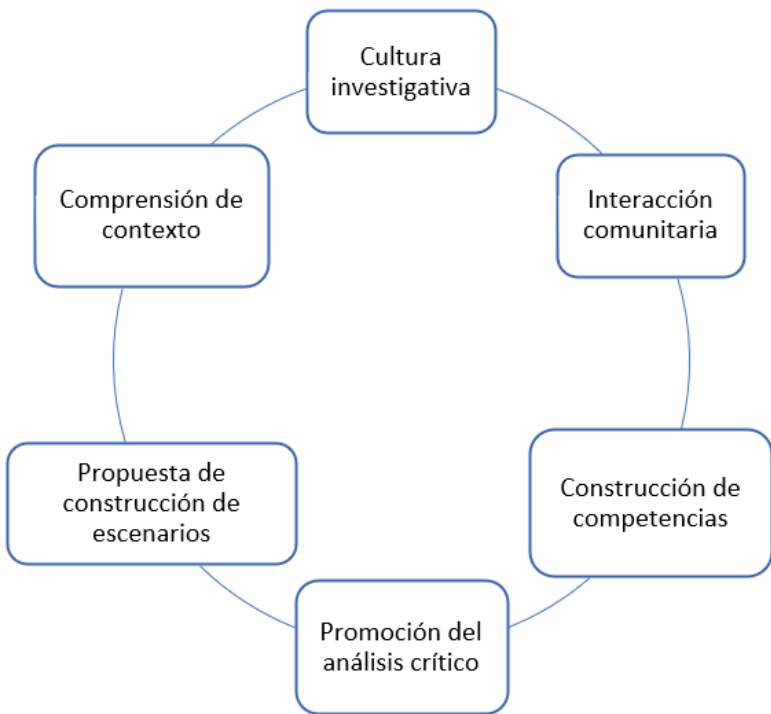 Cultura
investigativa
Interacción
comunitaria
Construcción de
competencias
Promoción del
análisis crítico
Propuesta de
construcción de
escenarios
Comprensión de
contexto